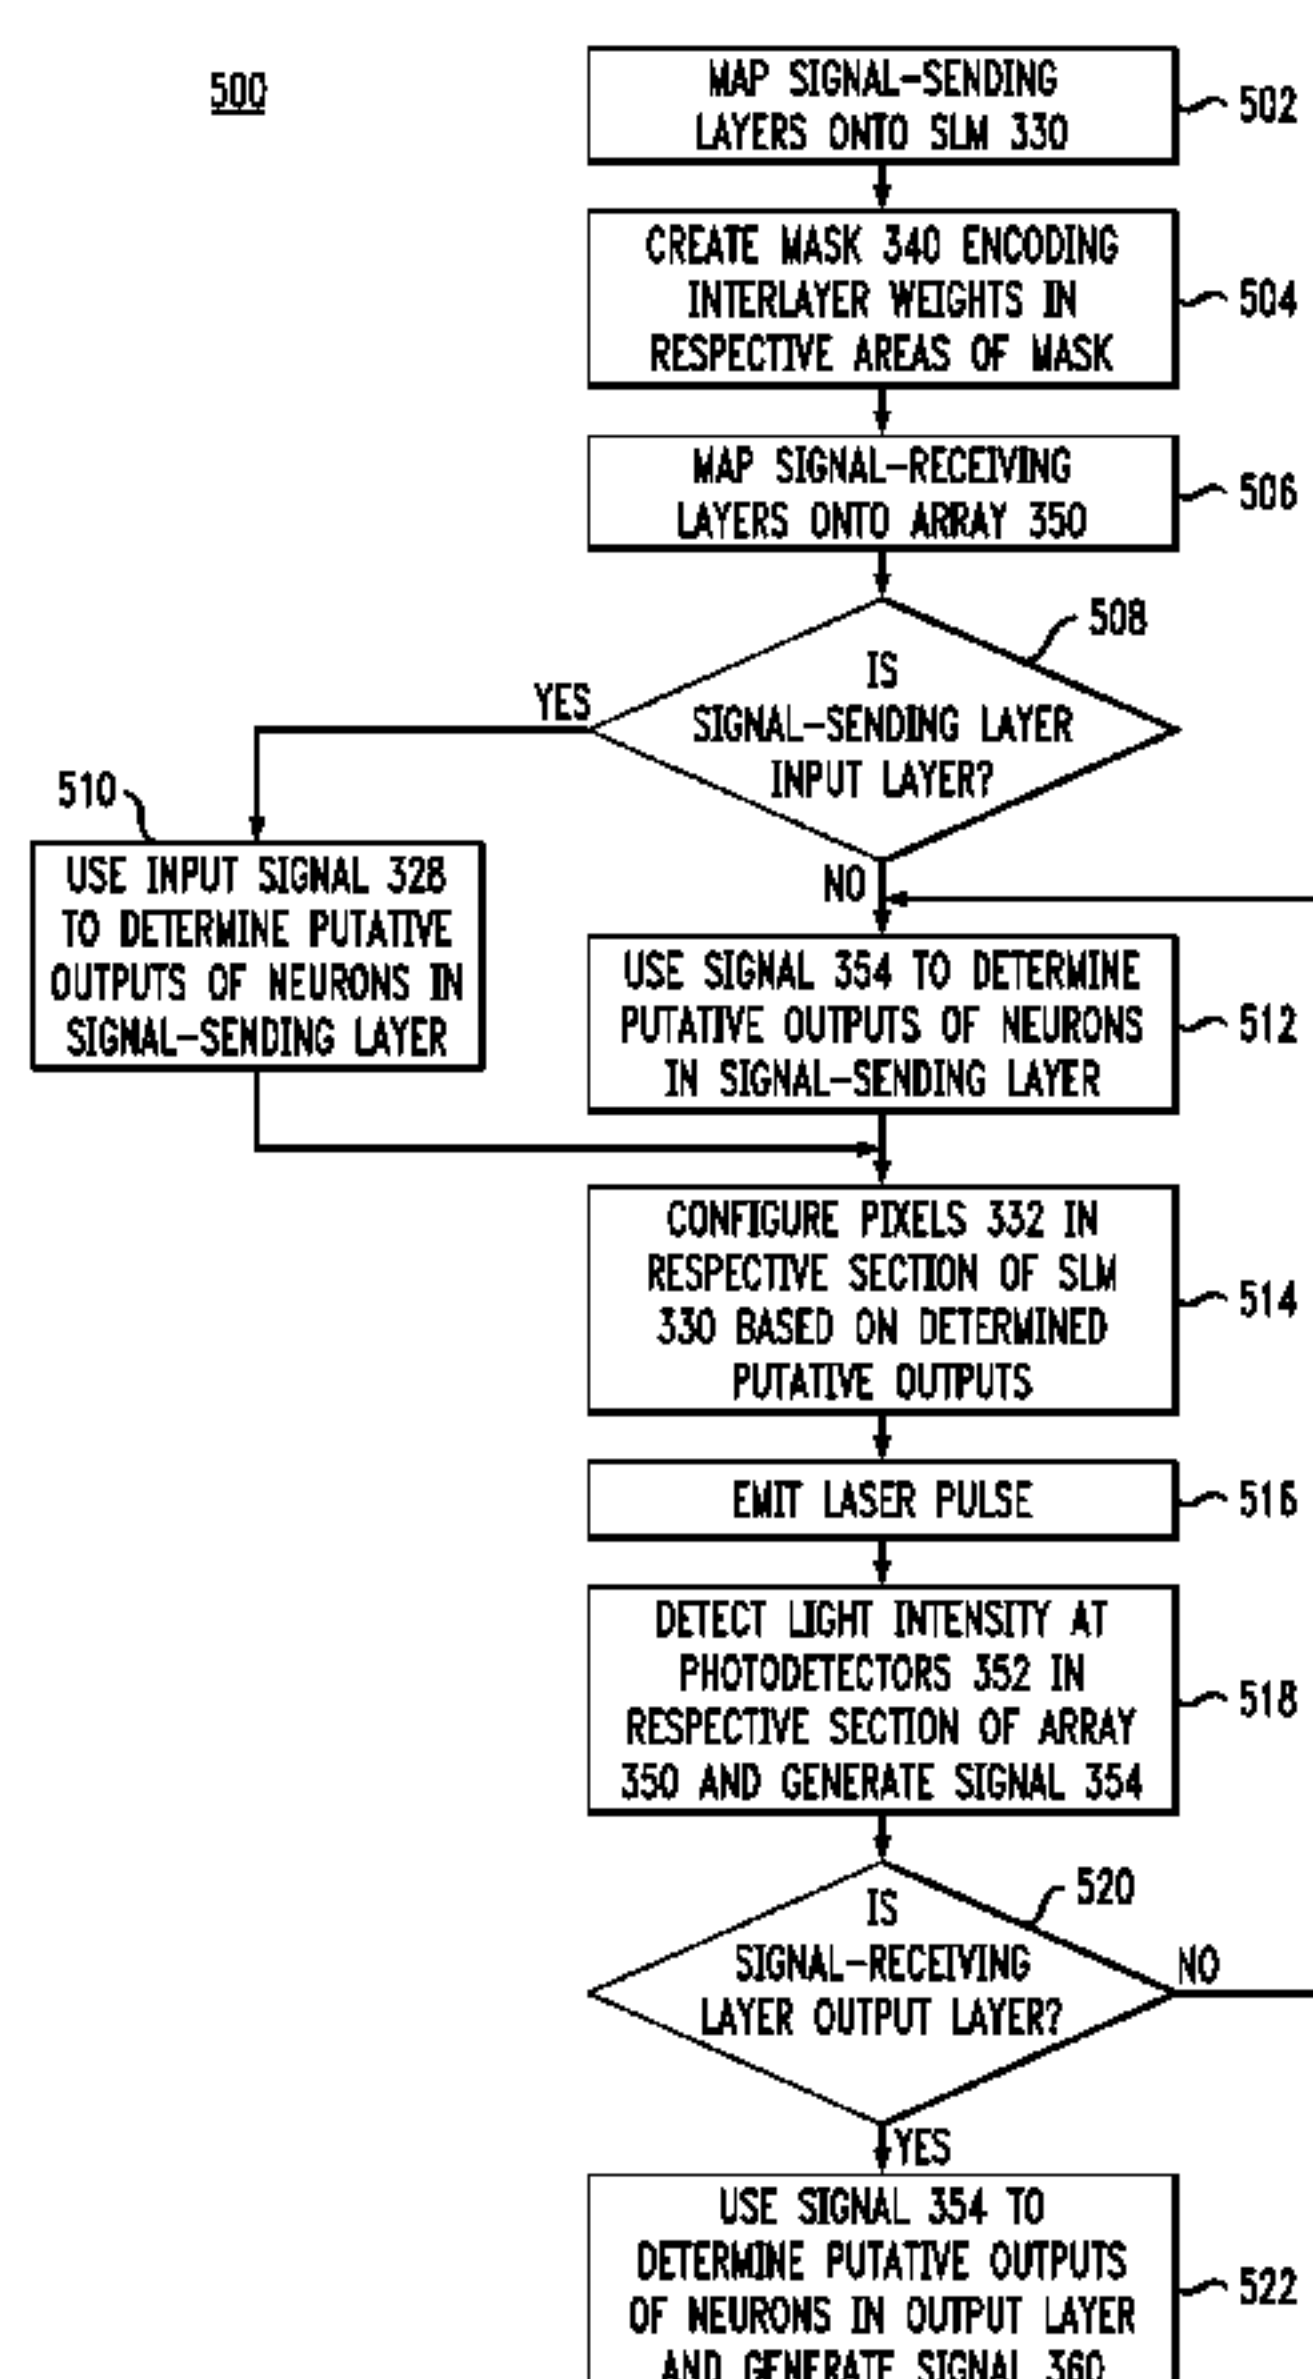 500
MAP SIGNAL-SENDING
LAYERS ONTO SLM 330
502
CREATE MASK 340 ENCODING
INTERLAYER WEIGHTS IN
RESPECTIVE AREAS OF MASK
504
MAP SIGNAL-RECEIVING
LAYERS ONTO ARRAY 350
506
508
IS
SIGNAL-SENDING LAYER
INPUT LAYER?
YES
NO
510
USE INPUT SIGNAL 328
TO DETERMINE PUTATIVE
OUTPUTS OF NEURONS IN
SIGNAL-SENDING LAYER
USE SIGNAL 354 TO DETERMINE
PUTATIVE OUTPUTS OF NEURONS
IN SIGNAL-SENDING LAYER
512
CONFIGURE PIXELS 332 IN
RESPECTIVE SECTION OF SLM
330 BASED ON DETERMINED
PUTATIVE OUTPUTS
514
EMIT LASER PULSE
516
DETECT LIGHT INTENSITY AT
PHOTODETECTORS 352 IN
RESPECTIVE SECTION OF ARRAY
350 AND GENERATE SIGNAL 354
518
520
IS
SIGNAL-RECEIVING
LAYER OUTPUT LAYER?
NO
YES
USE SIGNAL 354 TO
DETERMINE PUTATIVE OUTPUTS
OF NEURONS IN OUTPUT LAYER
AND GENERATE SIGNAL 360
522